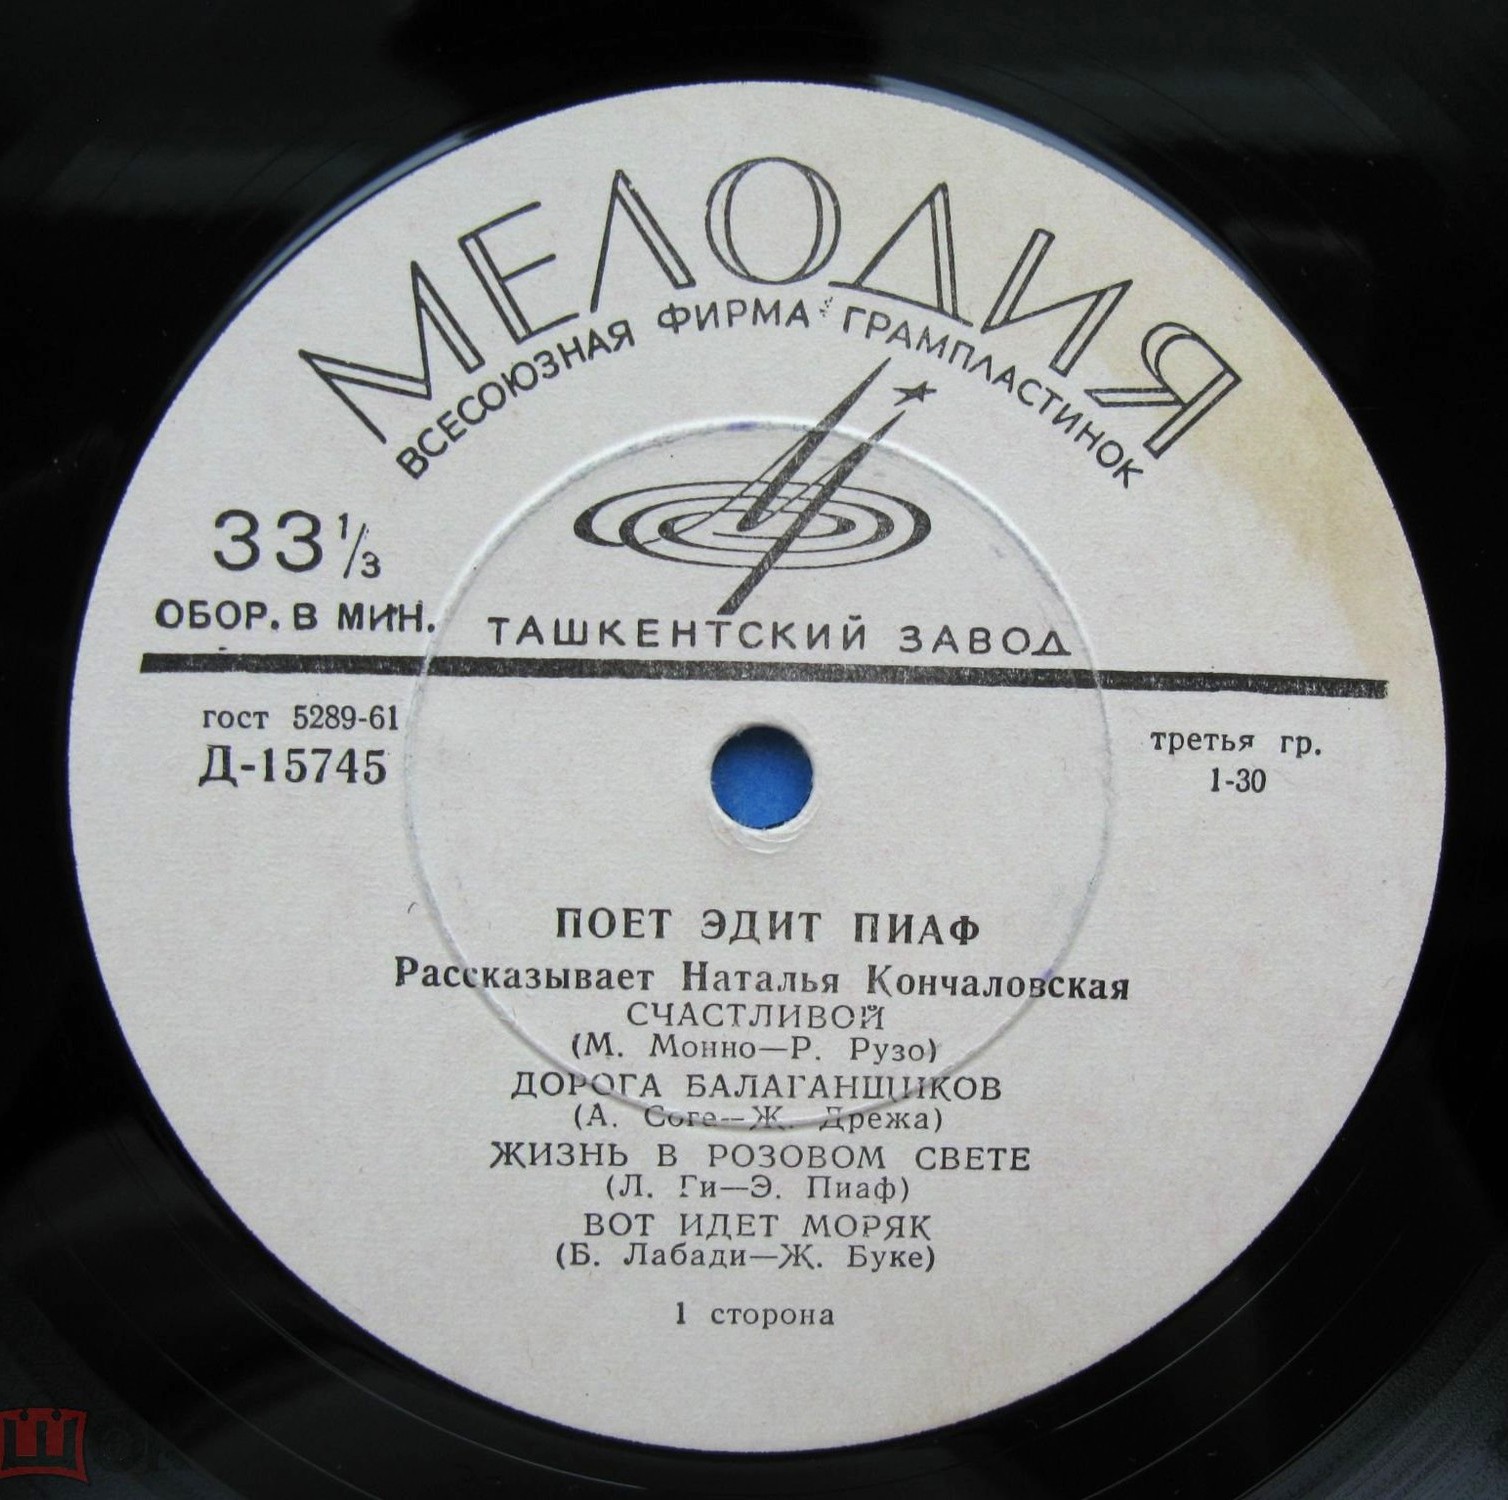 МЕЛОДИЯ
ВСЕСОЮЗНАЯ ФИРМА ГРАМПЛАСТИНОК
33 1/3
ОБОР. В МИН.
ТАШКЕНТСКИЙ ЗАВОД
гост 5289-61
Д-15745
третья гр.
1-30
ПОЕТ ЭДИТ ПИАФ
Рассказывает Наталья Кончаловская
СЧАСТЛИВОЙ
(М. Монно—Р. Рузо)
ДОРОГА БАЛАГАНЩИКОВ
(А. Соге—Ж. Дрежа)
ЖИЗНЬ В РОЗОВОМ СВЕТЕ
(Л. Ги—Э. Пиаф)
ВОТ ИДЕТ МОРЯК
(Б. Лабади—Ж. Буке)
1 сторона